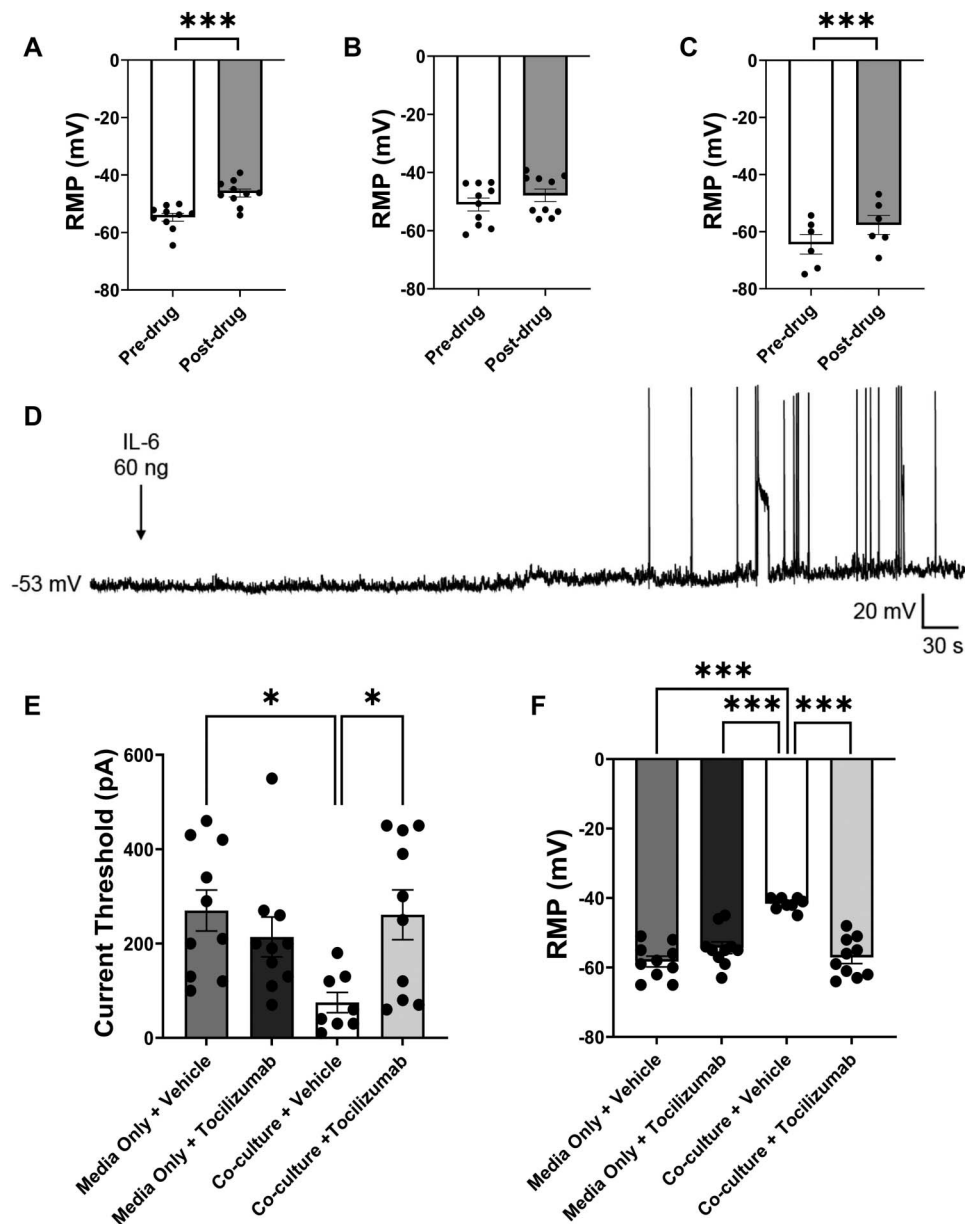 A
***
RMP (mV)
0
-20
-40
-60
-80
Pre-drug
Post-drug
B
RMP (mV)
0
-20
-40
-60
-80
Pre-drug
Post-drug
C
***
RMP (mV)
0
-20
-40
-60
-80
Pre-drug
Post-drug
D
IL-6
60 ng
-53 mV
20 mV
30 s
E
*
*
Current Threshold (pA)
600
400
200
0
Media Only + Vehicle
Media Only + Tocilizumab
Co-culture + Vehicle
Co-culture +Tocilizumab
F
***
***
***
RMP (mV)
0
-20
-40
-60
-80
Media Only + Vehicle
Media Only + Tocilizumab
Co-culture + Vehicle
Co-culture + Tocilizumab